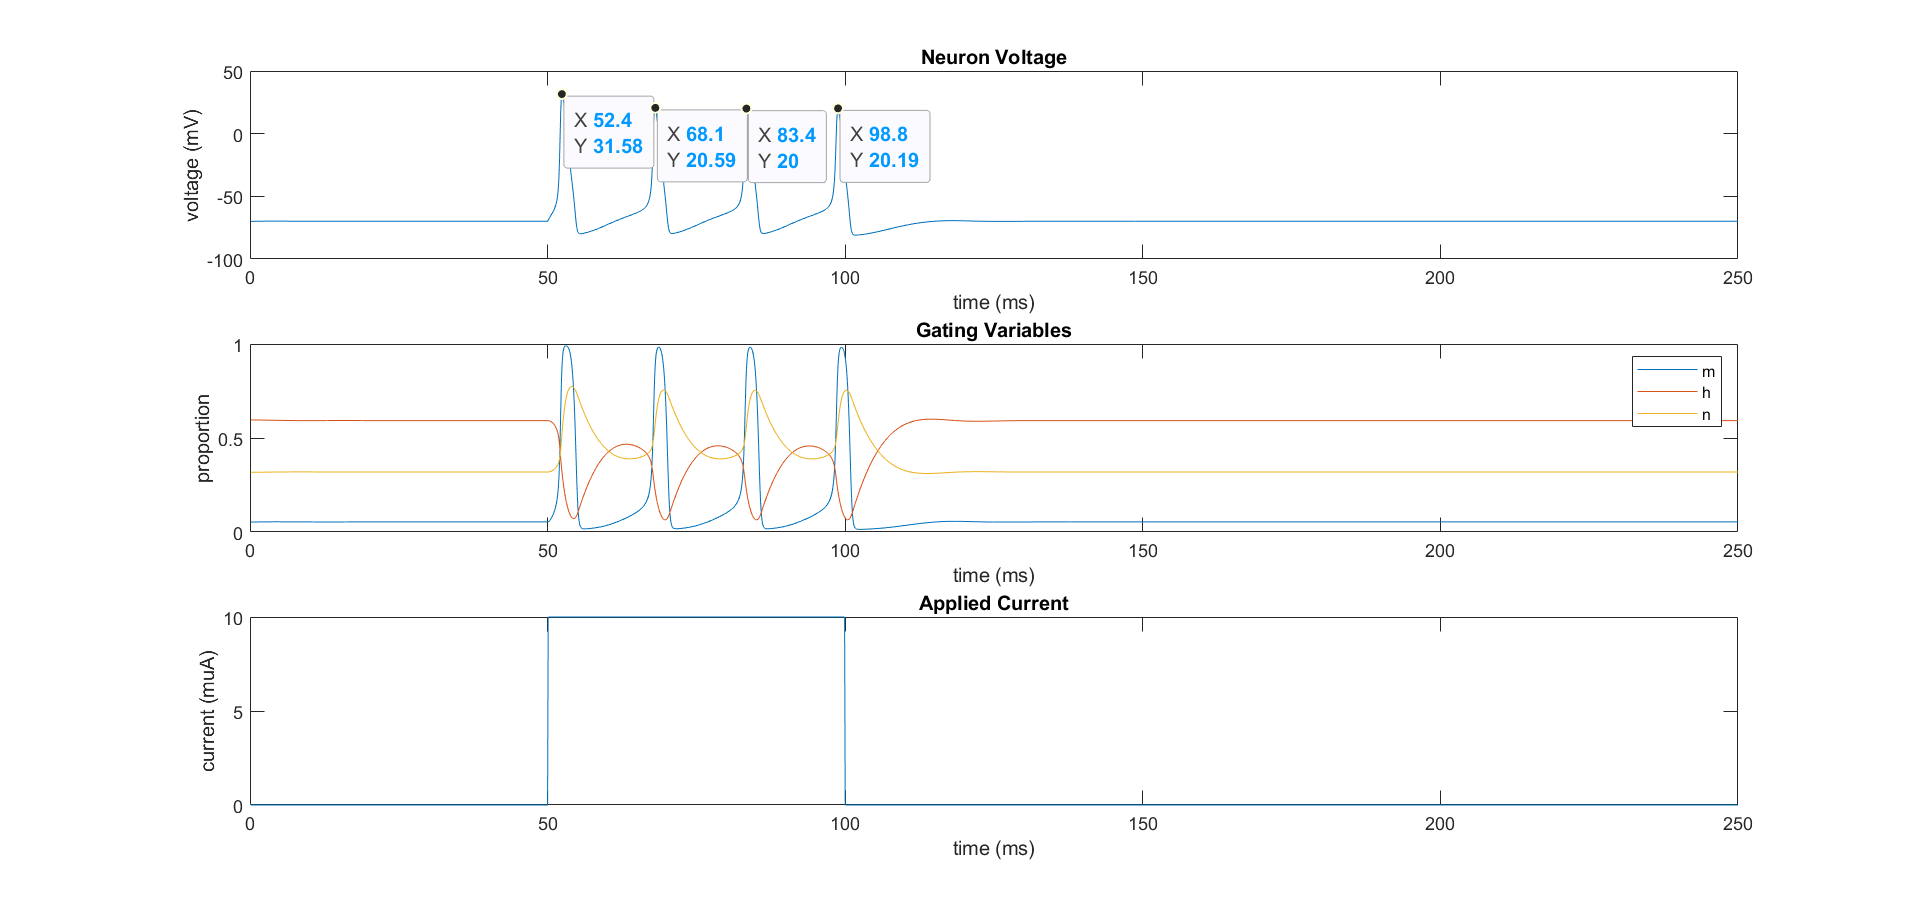 Neuron Voltage
50
0
-50
-100
voltage (mV)
X 52.4
Y 31.58
X 68.1
Y 20.59
X 83.4
Y 20
X 98.8
Y 20.19
0 50 100 150 200 250
time (ms)
Gating Variables
1
0.5
0
proportion
m
h
n
0 50 100 150 200 250
time (ms)
Applied Current
10
5
0
current (muA)
0 50 100 150 200 250
time (ms)